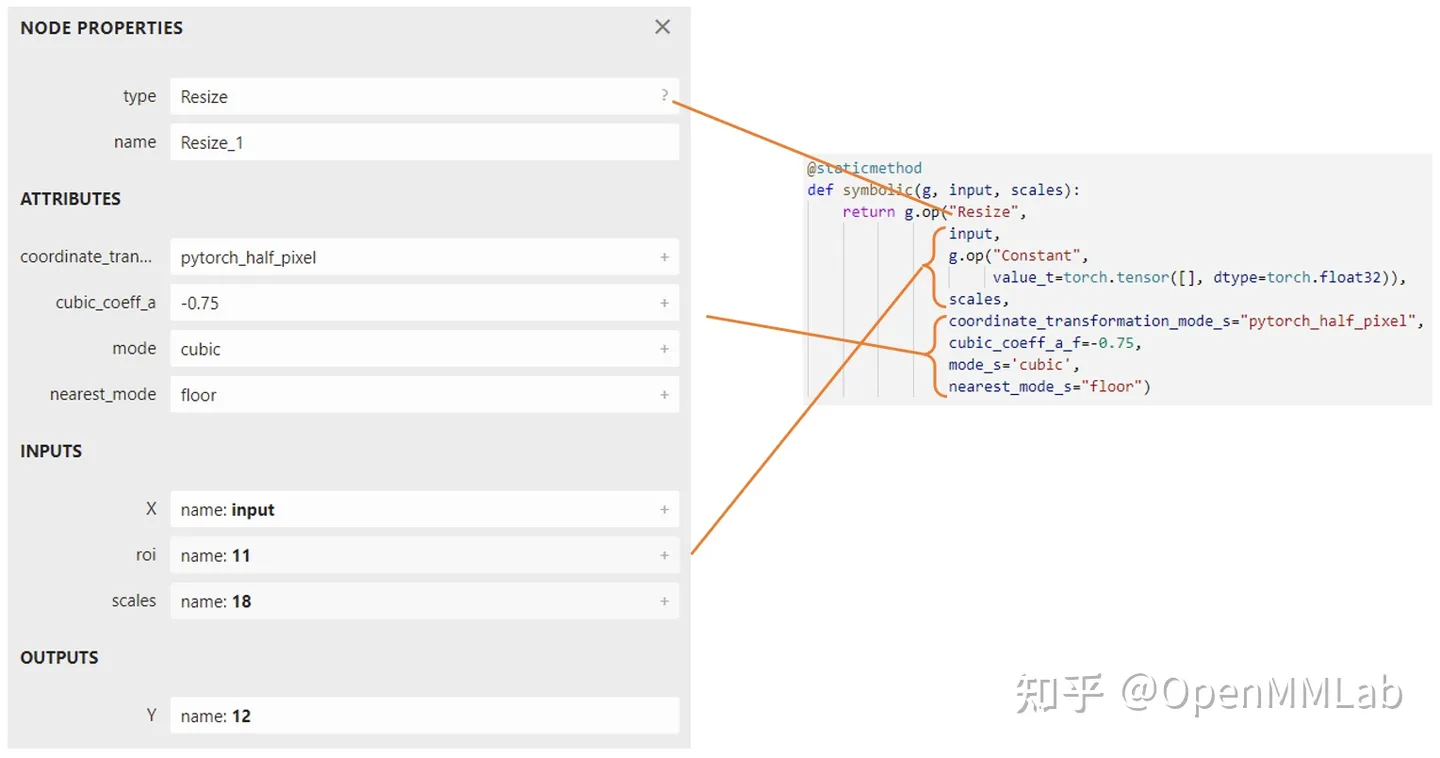 NODE PROPERTIES
type Resize ?
name Resize_1
ATTRIBUTES
coordinate_tran... pytorch_half_pixel +
cubic_coeff_a -0.75 +
mode cubic +
nearest_mode floor +
INPUTS
X name: input +
roi name: 11 +
scales name: 18 +
OUTPUTS
Y name: 12
@staticmethod
def symbolic(g, input, scales):
return g.op("Resize",
input,
g.op("Constant",
value_t=torch.tensor([], dtype=torch.float32)),
scales,
coordinate_transformation_mode_s="pytorch_half_pixel",
cubic_coeff_a_f=-0.75,
mode_s='cubic',
nearest_mode_s="floor")
知乎 @OpenMMLab